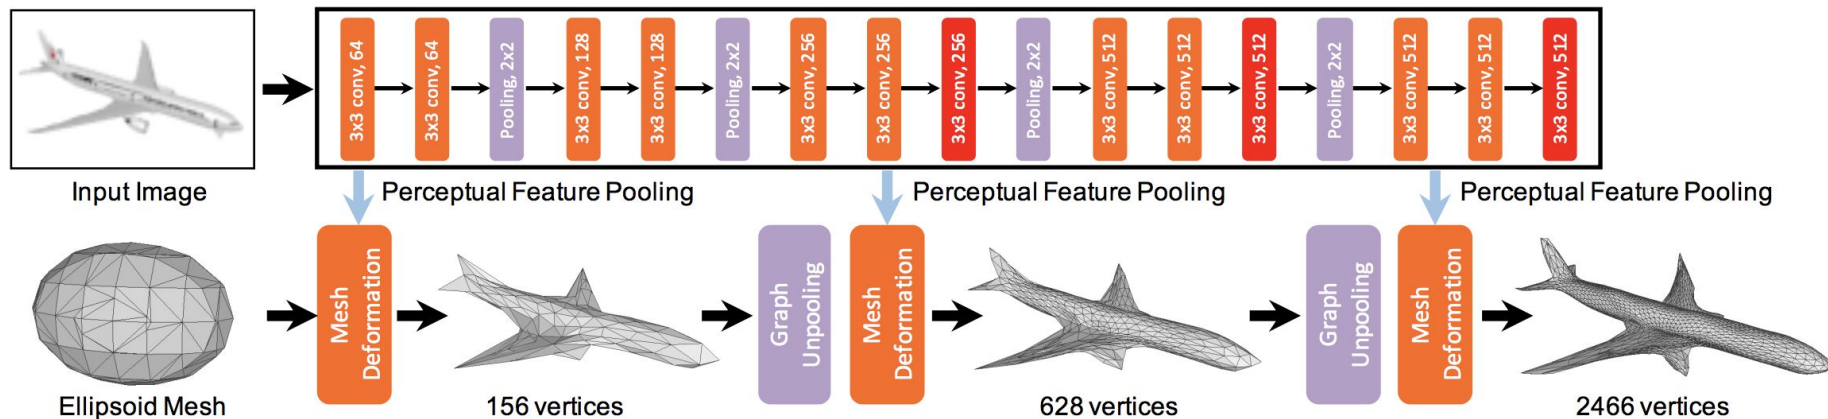 3x3 conv, 64
3x3 conv, 64
Pooling, 2x2
3x3 conv, 128
3x3 conv, 128
Pooling, 2x2
3x3 conv, 256
3x3 conv, 256
3x3 conv, 256
Pooling, 2x2
3x3 conv, 512
3x3 conv, 512
3x3 conv, 512
Pooling, 2x2
3x3 conv, 512
3x3 conv, 512
3x3 conv, 512
Input Image
Perceptual Feature Pooling
Perceptual Feature Pooling
Perceptual Feature Pooling
Mesh
Deformation
Graph
Unpooling
Mesh
Deformation
Graph
Unpooling
Mesh
Deformation
Ellipsoid Mesh
156 vertices
628 vertices
2466 vertices